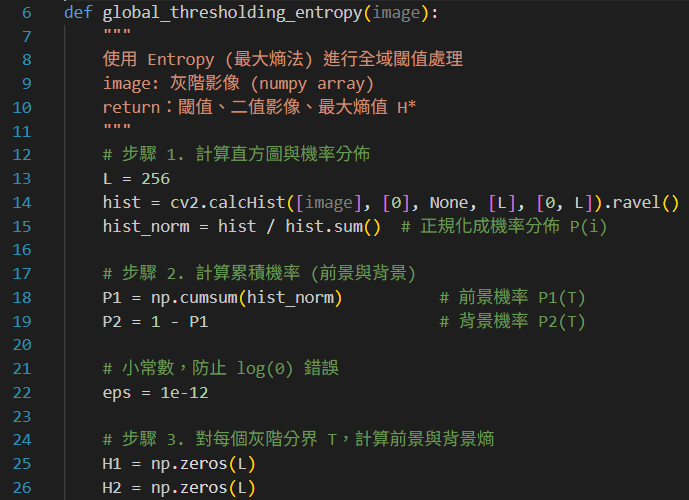 6 def global_thresholding_entropy(image):
7 """
8 使用 Entropy (最大熵法) 進行全域閾值處理
9 image: 灰階影像 (numpy array)
10 return：閾值、二值影像、最大熵值 H*
11 """
12 # 步驟 1. 計算直方圖與機率分佈
13 L = 256
14 hist = cv2.calcHist([image], [0], None, [L], [0, L]).ravel()
15 hist_norm = hist / hist.sum()  # 正規化成機率分佈 P(i)
16
17 # 步驟 2. 計算累積機率 (前景與背景)
18 P1 = np.cumsum(hist_norm)          # 前景機率 P1(T)
19 P2 = 1 - P1                        # 背景機率 P2(T)
20
21 # 小常數，防止 log(0) 錯誤
22 eps = 1e-12
23
24 # 步驟 3. 對每個灰階分界 T，計算前景與背景熵
25 H1 = np.zeros(L)
26 H2 = np.zeros(L)